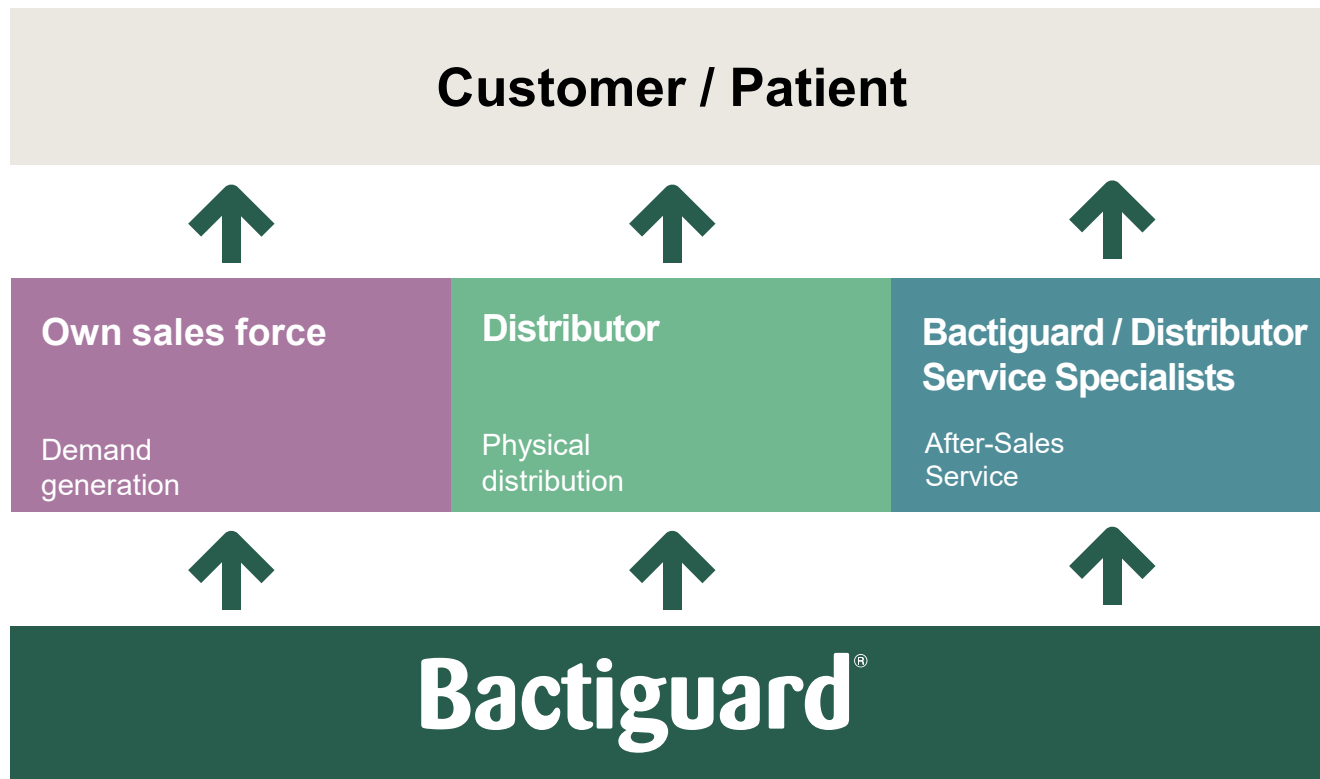 Customer / Patient
Own sales force
Demand
generation
Distributor
Physical
distribution
Bactiguard / Distributor
Service Specialists
After-Sales
Service
Bactiguard®